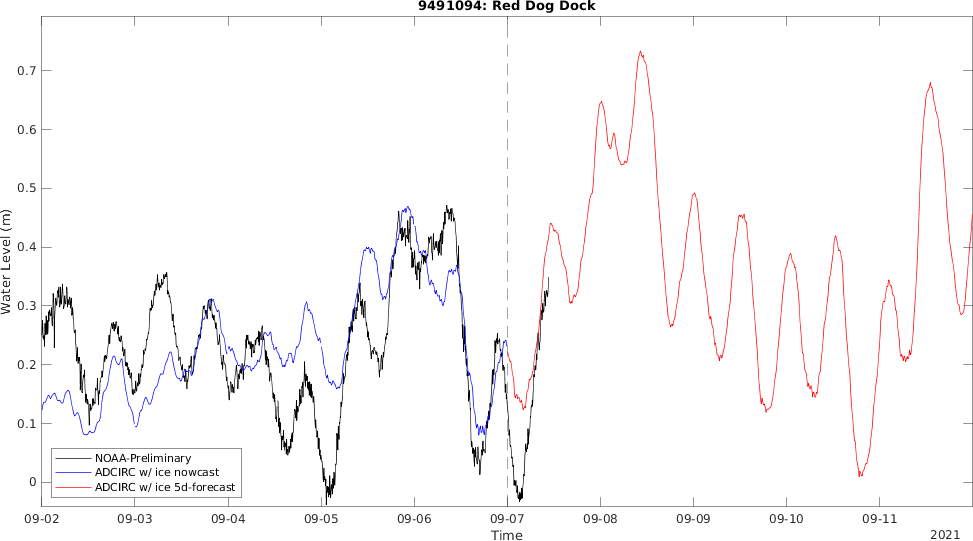 9491094: Red Dog Dock
Water Level (m)
0.7
0.6
0.5
0.4
0.3
0.2
0.1
0
NOAA-Preliminary
ADCIRC w/ ice nowcast
ADCIRC w/ ice 5d-forecast
09-02 09-03 09-04 09-05 09-06 09-07 09-08 09-09 09-10 09-11
Time
2021